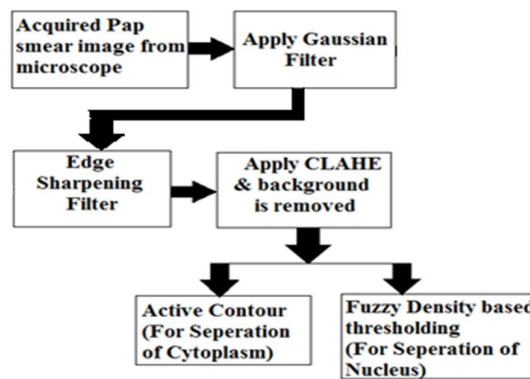 Acquired Pap
smear image from
microscope
Apply Gaussian
Filter
Edge
Sharpening
Filter
Apply CLAHE
& background
is removed
Active Contour
(For Seperation
of Cytoplasm)
Fuzzy Density based
thresholding
(For Seperation of
Nucleus)